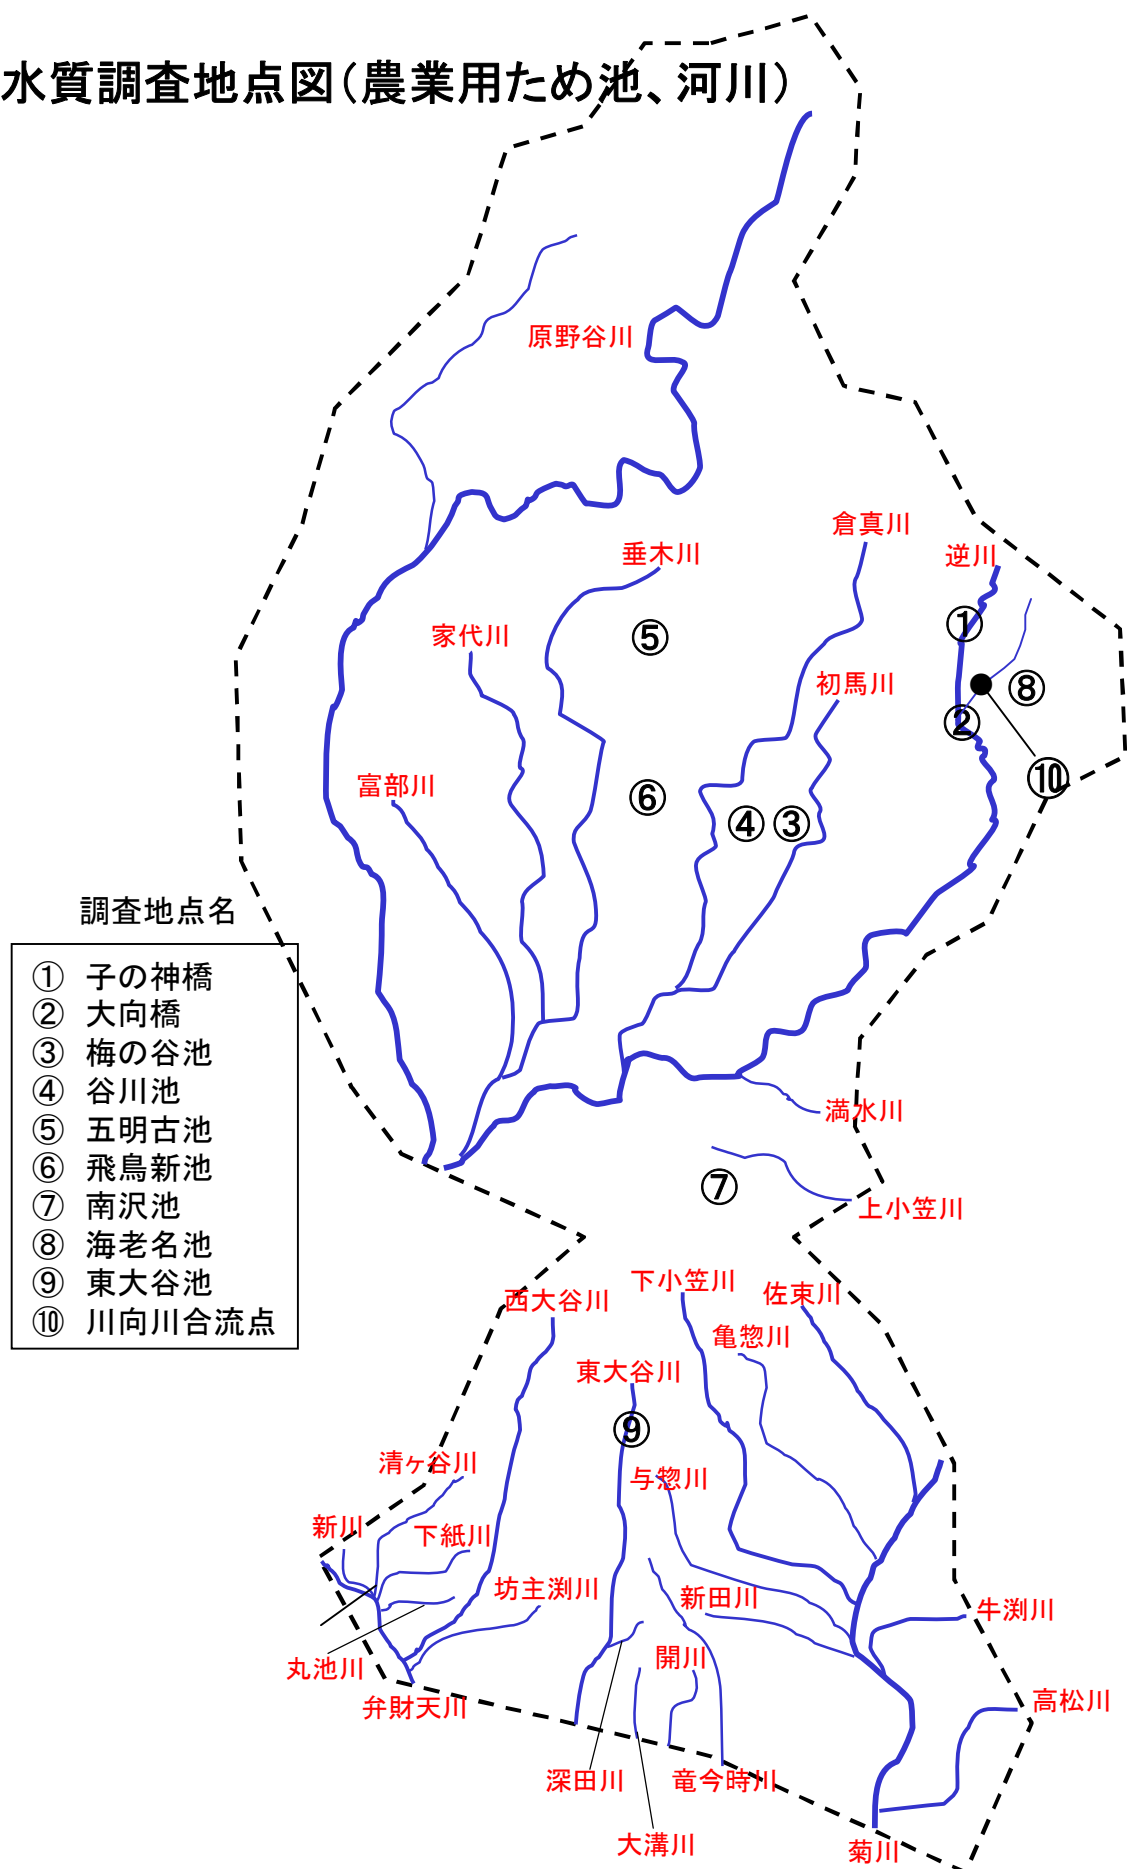 水質調査地点図（農業用ため池、河川）
原野谷川
倉真川
垂木川
逆川
①
家代川
⑤
初馬川
⑧
②
富部川
⑥
⑩
④
③
調査地点名
① 子の神橋
② 大向橋
③ 梅の谷池
④ 谷川池
⑤ 五明古池
⑥ 飛鳥新池
⑦ 南沢池
⑧ 海老名池
⑨ 東大谷池
⑩ 川向川合流点
満水川
⑦
上小笠川
下小笠川
佐束川
西大谷川
亀惣川
東大谷川
⑨
清ヶ谷川
与惣川
新川
下紙川
坊主渕川
新田川
牛渕川
丸池川
開川
弁財天川
高松川
深田川
竜今時川
大溝川
菊川